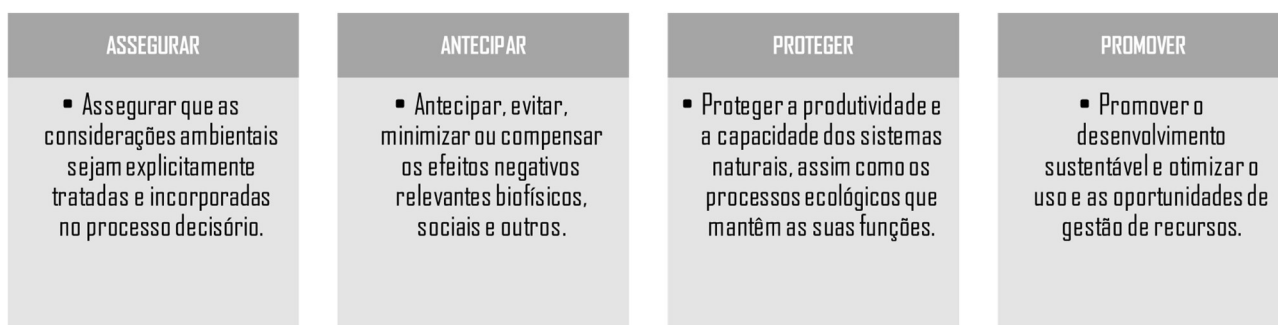 ASSEGURAR
▪ Assegurar que as
considerações ambientais
sejam explicitamente
tratadas e incorporadas
no processo decisório.
ANTECIPAR
▪ Antecipar, evitar,
minimizar ou compensar
os efeitos negativos
relevantes biofísicos,
sociais e outros.
PROTEGER
▪ Proteger a produtividade e
a capacidade dos sistemas
naturais, assim como os
processos ecológicos que
mantêm as suas funções.
PROMOVER
▪ Promover o
desenvolvimento
sustentável e otimizar o
uso e as oportunidades de
gestão de recursos.